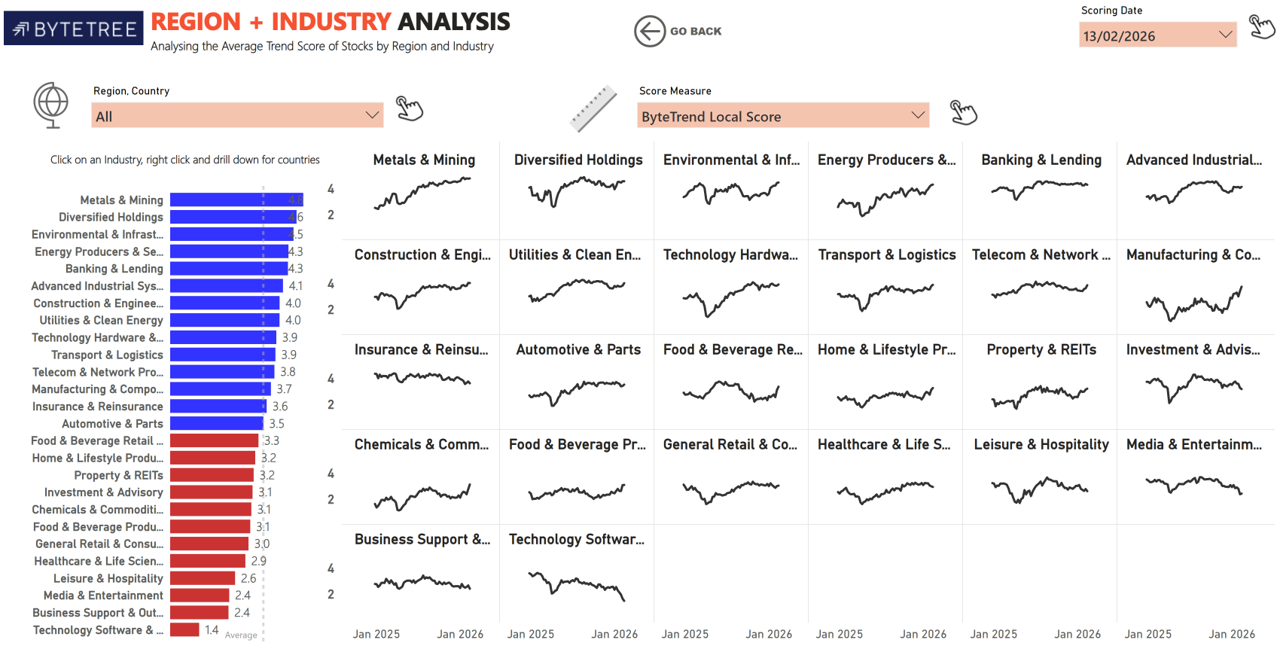 BYTETREE
REGION + INDUSTRY ANALYSIS
Analysing the Average Trend Score of Stocks by Region and Industry
GO BACK
Scoring Date
13/02/2026
Region, Country
All
Score Measure
ByteTrend Local Score
Click on an Industry, right click and drill down for countries
Metals & Mining
Diversified Holdings 4.6
Environmental & Infrast... 4.5
Energy Producers & Se... 4.3
Banking & Lending 4.3
Advanced Industrial Sys... 4.1
Construction & Enginee... 4.0
Utilities & Clean Energy 4.0
Technology Hardware &... 3.9
Transport & Logistics 3.9
Telecom & Network Pro... 3.8
Manufacturing & Compo... 3.7
Insurance & Reinsurance 3.6
Automotive & Parts 3.5
Food & Beverage Retail ... 3.3
Home & Lifestyle Produ... 3.2
Property & REITs 3.2
Investment & Advisory 3.1
Chemicals & Commoditi... 3.1
Food & Beverage Produ... 3.1
General Retail & Consu... 3.0
Healthcare & Life Scien... 2.9
Leisure & Hospitality 2.6
Media & Entertainment 2.4
Business Support & Out... 2.4
Technology Software & ... 1.4
Average
Metals & Mining Diversified Holdings Environmental & Inf... Energy Producers &... Banking & Lending Advanced Industrial...
4
2
Construction & Engi... Utilities & Clean En... Technology Hardwa... Transport & Logistics Telecom & Network ... Manufacturing & Co...
4
2
Insurance & Reinsu... Automotive & Parts Food & Beverage Re... Home & Lifestyle Pr... Property & REITs Investment & Advis...
4
2
Chemicals & Comm... Food & Beverage Pr... General Retail & Co... Healthcare & Life S... Leisure & Hospitality Media & Entertainm...
4
2
Business Support &... Technology Softwar...
4
2
Jan 2025 Jan 2026 Jan 2025 Jan 2026 Jan 2025 Jan 2026 Jan 2025 Jan 2026 Jan 2025 Jan 2026 Jan 2025 Jan 2026